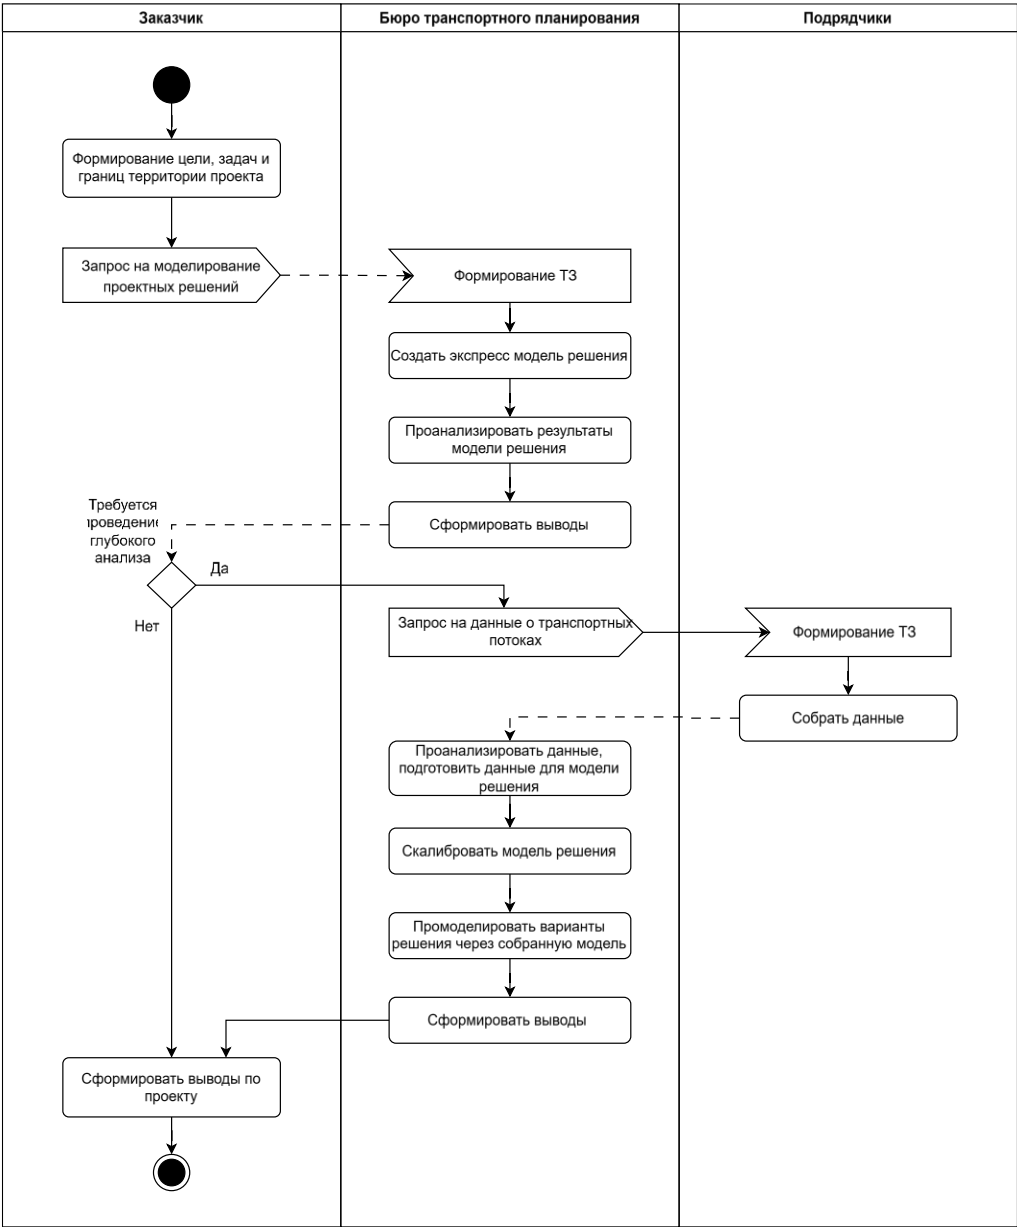 Заказчик
Бюро транспортного планирования
Подрядчики
Формирование цели, задач и
границ территории проекта
Запрос на моделирование
проектных решений
Формирование ТЗ
Создать экспресс модель решения
Проанализировать результаты
модели решения
Сформировать выводы
Требуется
проведение
глубокого
анализа
Да
Нет
Запрос на данные о транспортных
потоках
Формирование ТЗ
Собрать данные
Проанализировать данные,
подготовить данные для модели
решения
Скалибровать модель решения
Промоделировать варианты
решения через собранную модель
Сформировать выводы
Сформировать выводы по
проекту